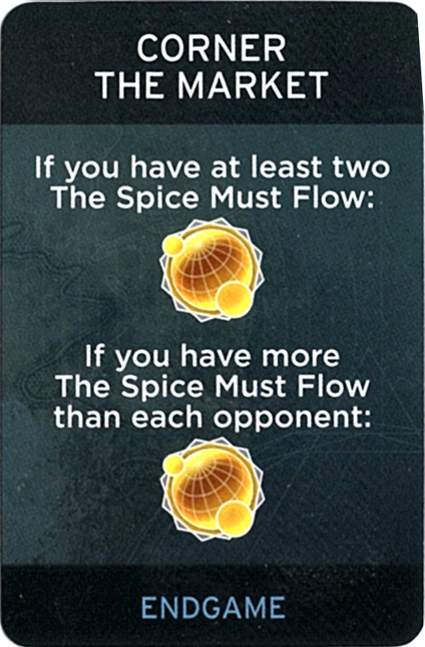 CORNER
THE MARKET
If you have at least two
The Spice Must Flow:
If you have more
The Spice Must Flow
than each opponent:
ENDGAME